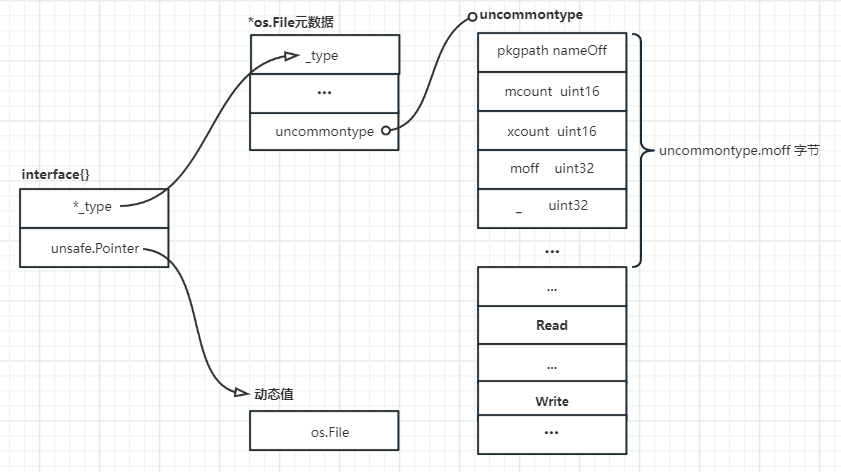 *os.File元数据
_type
...
uncommontype
interface{}
*_type
unsafe.Pointer
动态值
os.File
uncommontype
pkgpath nameOff
mcount uint16
xcount uint16
moff uint32
_ uint32
...
uncommontype.moff 字节
...
Read
...
Write
...